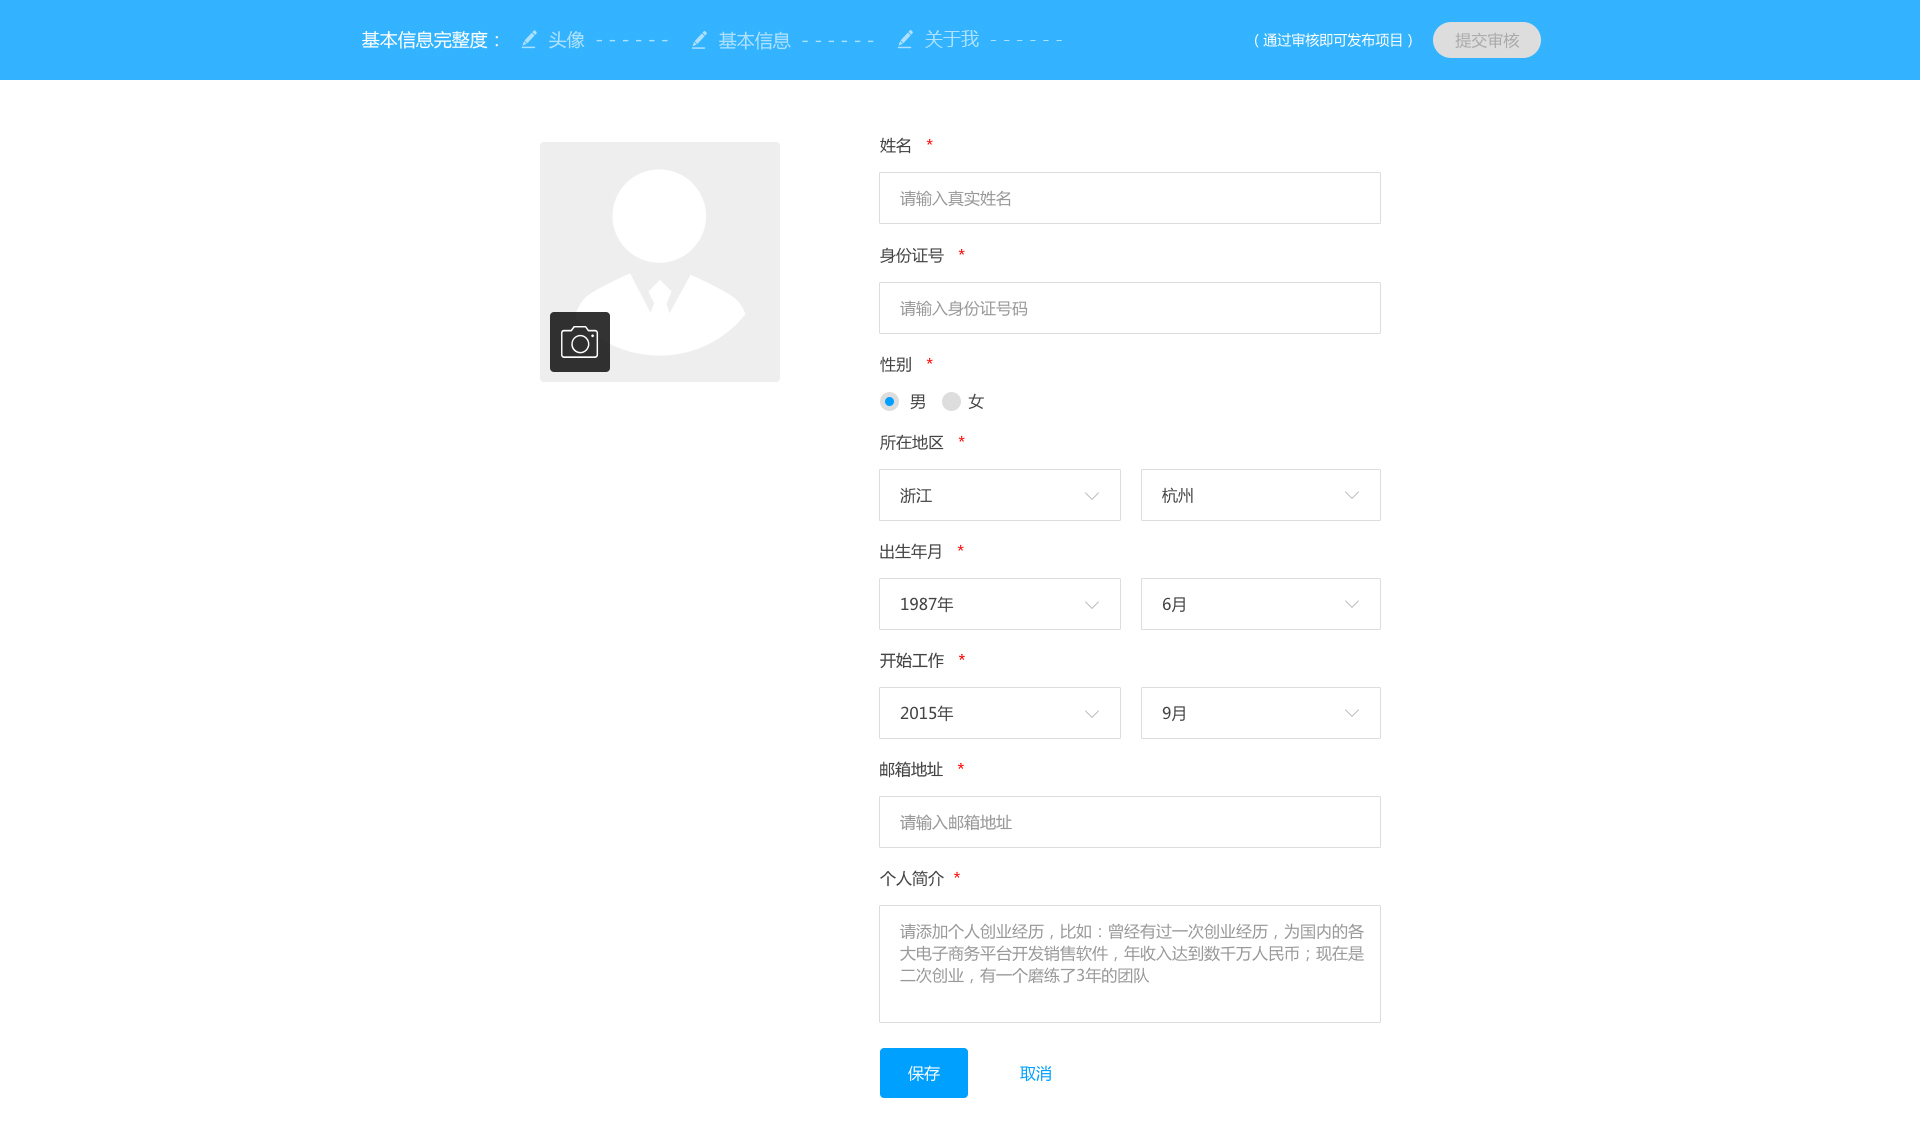 基本信息完整度： 头像 - - - - - - 基本信息 - - - - - - 关于我 - - - - - - （ 通过审核即可发布项目 ） 提交审核
姓名 *
请输入真实姓名
身份证号 *
请输入身份证号码
性别 *
男 女
所在地区 *
浙江 杭州
出生年月 *
1987年 6月
开始工作 *
2015年 9月
邮箱地址 *
请输入邮箱地址
个人简介 *
请添加个人创业经历，比如：曾经有过一次创业经历，为国内的各
大电子商务平台开发销售软件，年收入达到数千万人民币；现在是
二次创业，有一个磨练了3年的团队
保存 取消